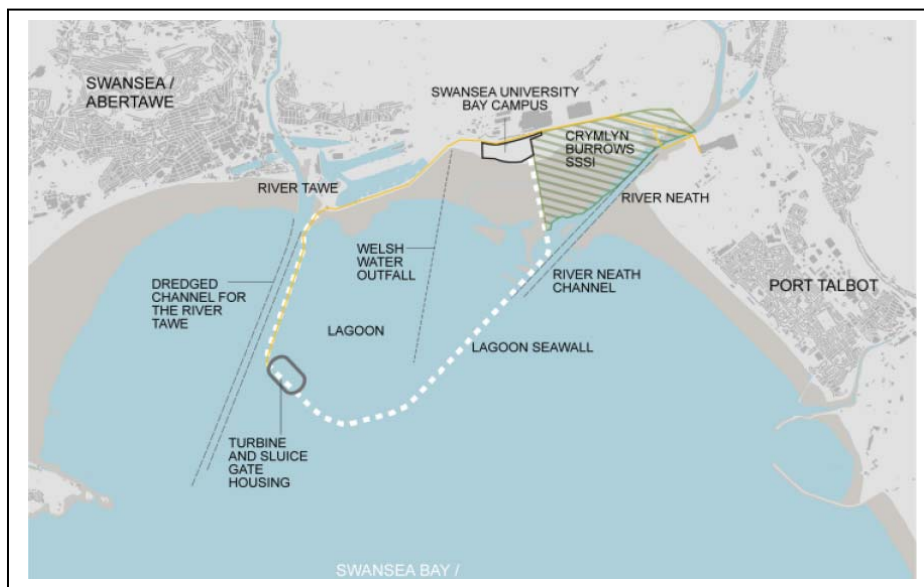 SWANSEA /
ABERTAWE
SWANSEA UNIVERSITY
BAY CAMPUS
CRYMLYN
BURROWS
SSSI
RIVER TAWE
RIVER NEATH
WELSH
WATER
OUTFALL
RIVER NEATH
CHANNEL
DREDGED
CHANNEL FOR
THE RIVER
TAWE
PORT TALBOT
LAGOON
LAGOON SEAWALL
TURBINE
AND SLUICE
GATE
HOUSING
SWANSEA BAY /